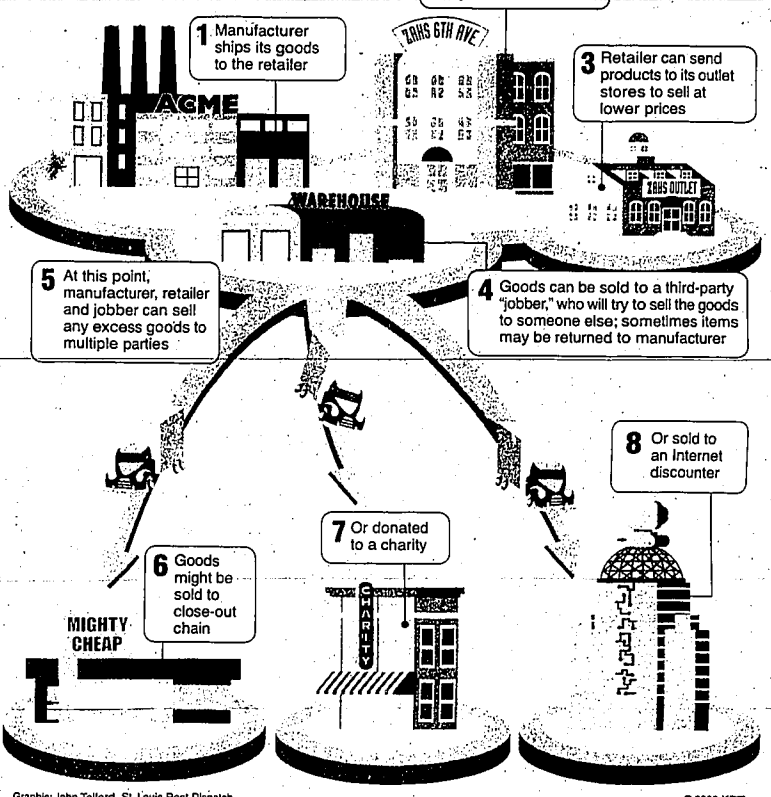 1 Manufacturer
ships its goods
to the retailer
ZAHS 6TH AVE.
3 Retailer can send
products to its outlet
stores to sell at
lower prices
ACME
ZAHS OUTLET
WAREHOUSE
4 Goods can be sold to a third-party
"jobber," who will try to sell the goods
to someone else; sometimes items
may be returned to manufacturer
5 At this point,
manufacturer, retailer
and jobber can sell
any excess goods to
multiple parties
6 Goods
might be
sold to
close-out
chain
MIGHTY
CHEAP
7 Or donated
to a charity
CHARITY
8 Or sold to
an Internet
discounter
Graphic: John Telford, St. Louis Post Dispatch